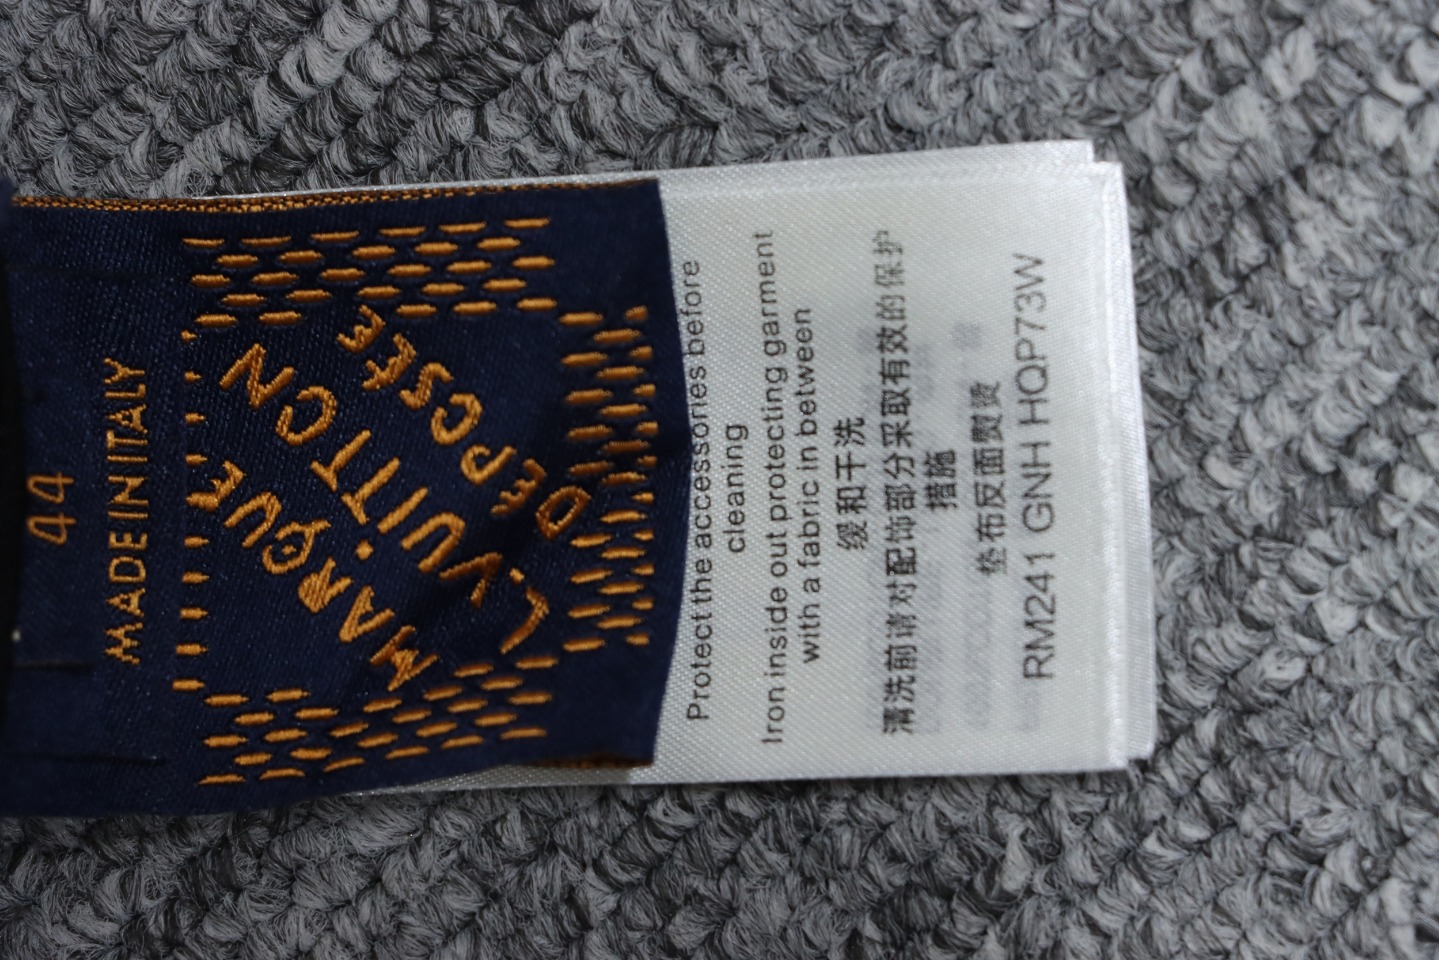 44
MADE IN ITALY
MARQUE
L.VUITTON
DÉPOSÉE
Protect the accessories before
cleaning
Iron inside out protecting garment
with a fabric in between
缓和干洗
清洗前请对配饰部分采取有效的保护
措施
垫布反面熨烫
RM241 GNH HQP73W